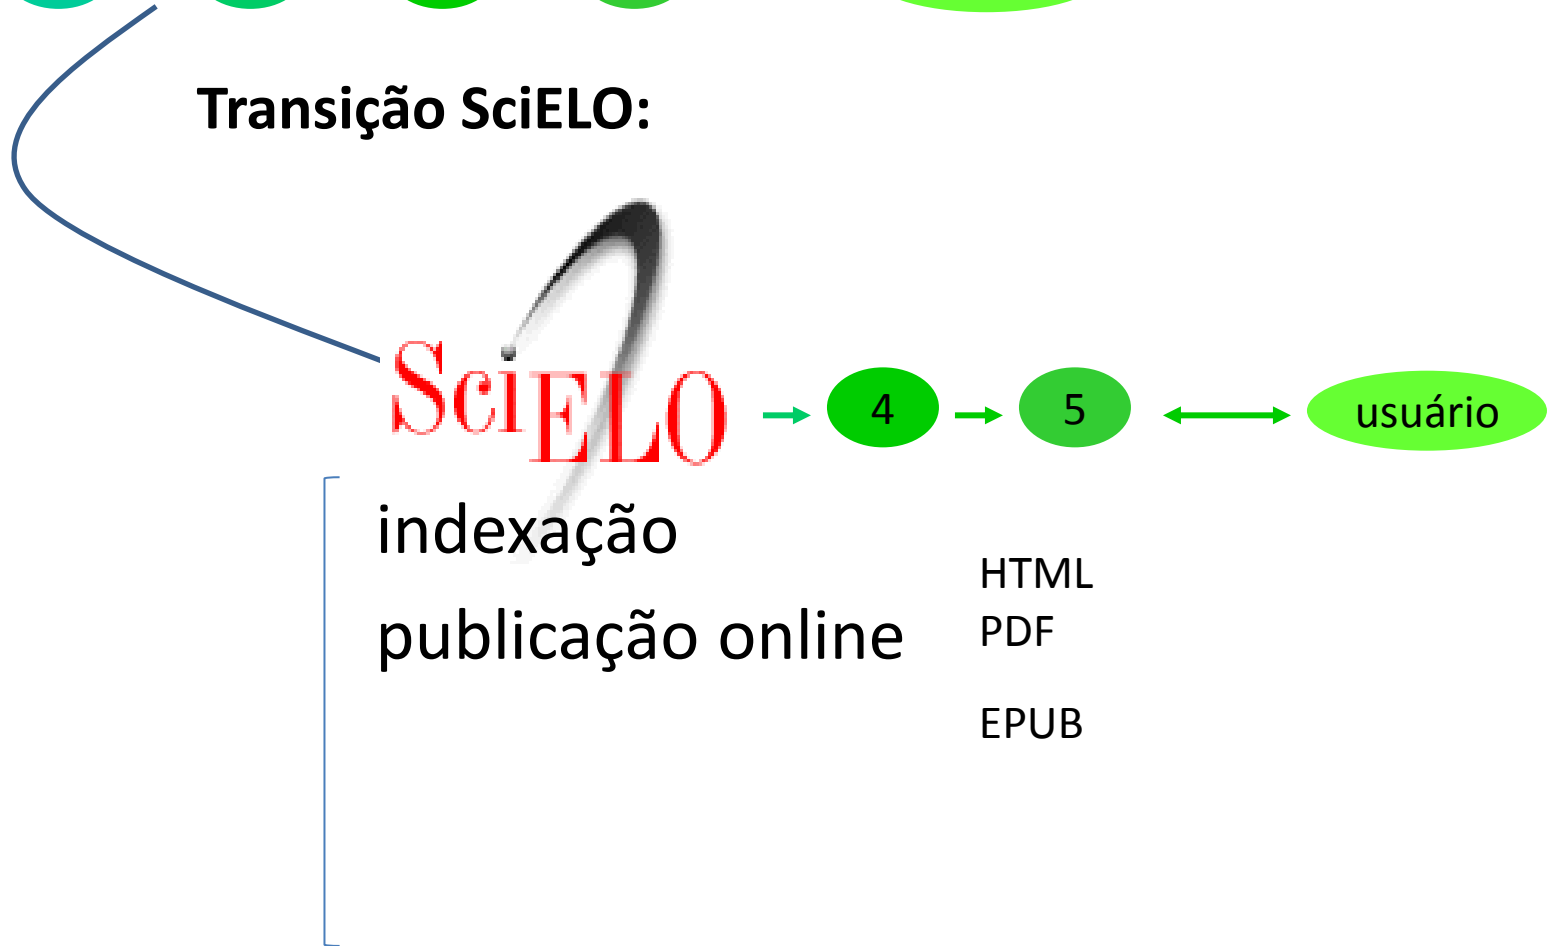 Transição SciELO:
SciELO
4
5
usuário
indexação
publicação online
HTML
PDF
EPUB